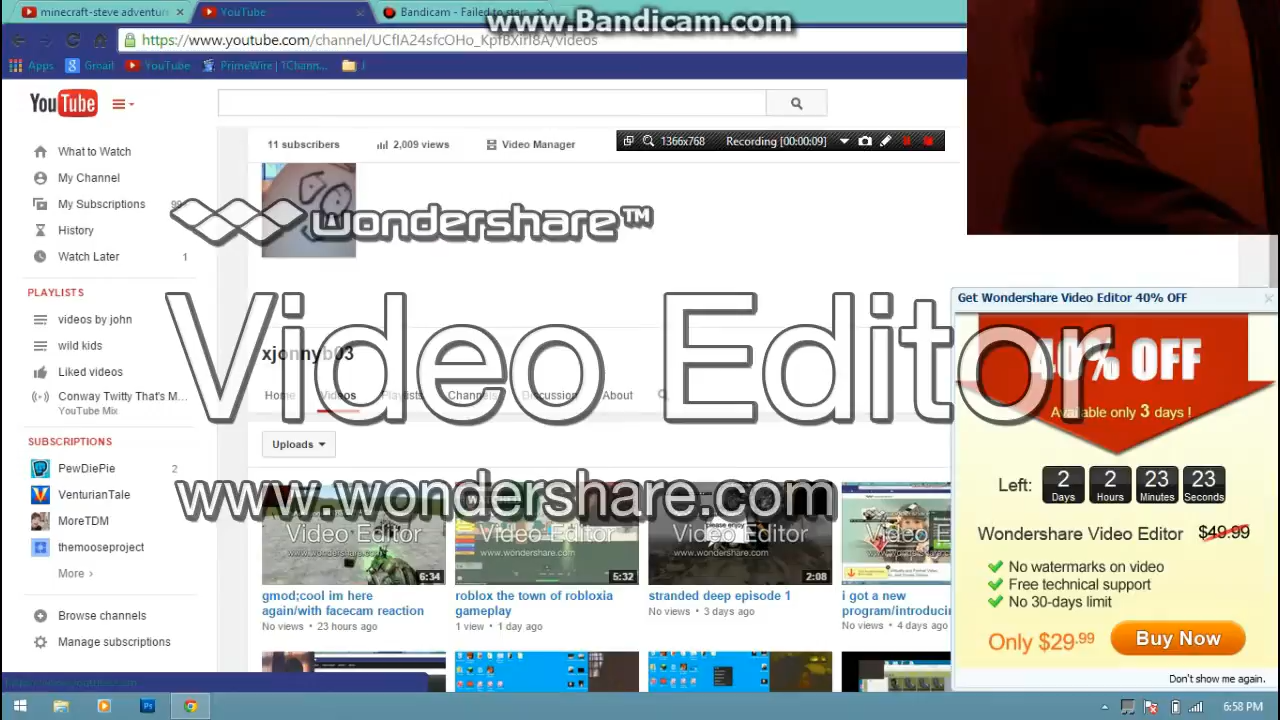 minecraft-steve adventure
YouTube
Bandicam - Failed to start
www.Bandicam.com
https://www.youtube.com/channel/UCfIA24sfcOHo_KpfBXirI8A/videos
Apps
Gmail
YouTube
PrimeWire | 1Chann...
YouTube
What to Watch
My Channel
My Subscriptions 99
History
Watch Later 1
PLAYLISTS
videos by john
wild kids
Liked videos
Conway Twitty That's M...
YouTube Mix
SUBSCRIPTIONS
PewDiePie 2
VenturianTale
MoreTDM
themooseproject
More ›
Browse channels
Manage subscriptions
11 subscribers
2,009 views
Video Manager
1366x768
Recording [00:00:09]
wondershare™
Video Editor
www.wondershare.com
xjonnyb03
Home
Videos
Playlists
Channels
Discussion
About
Uploads
Video Editor
www.wondershare.com
6:34
gmod;cool im here
again/with facecam reaction
No views • 23 hours ago
Video Editor
www.wondershare.com
5:32
roblox the town of robloxia
gameplay
1 view • 1 day ago
please enjoy
Video Editor
www.wondershare.com
2:08
stranded deep episode 1
No views • 3 days ago
i got a new
program/introducin
No views • 4 days ago
Get Wondershare Video Editor 40% OFF
40% OFF
Available only 3 days !
Left: 2 2 23 23
Days Hours Minutes Seconds
Wondershare Video Editor $49.99
No watermarks on video
Free technical support
No 30-days limit
Only $29.99
Buy Now
Don't show me again.
6:58 PM